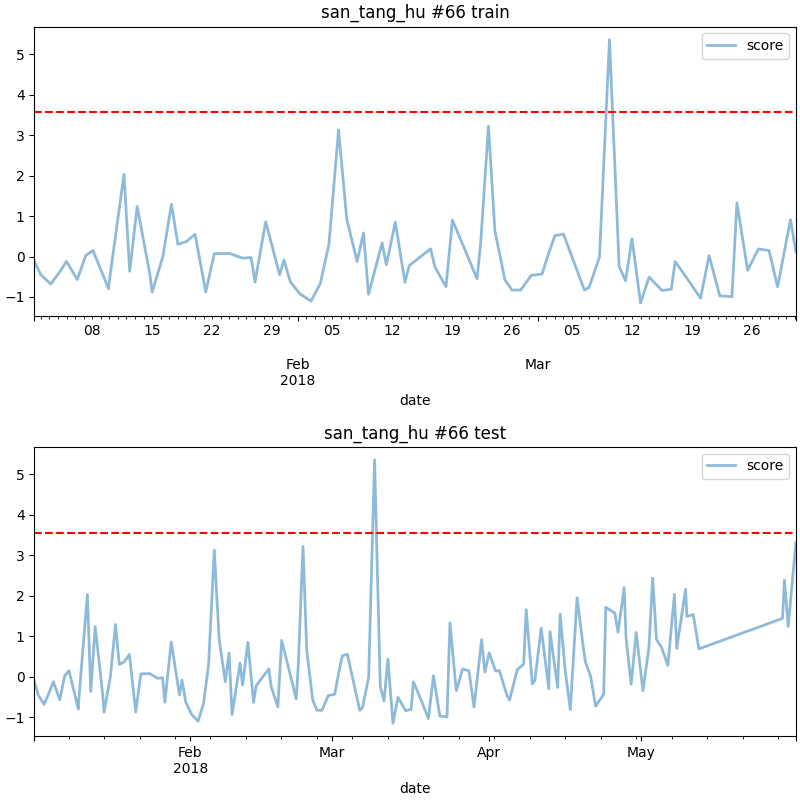 san_tang_hu #66 train
score
5
4
3
2
1
0
−1
08 15 22 29 05 12 19 26 05 12 19 26
Feb Mar
2018
date
san_tang_hu #66 test
score
5
4
3
2
1
0
−1
Feb Mar Apr May
2018
date